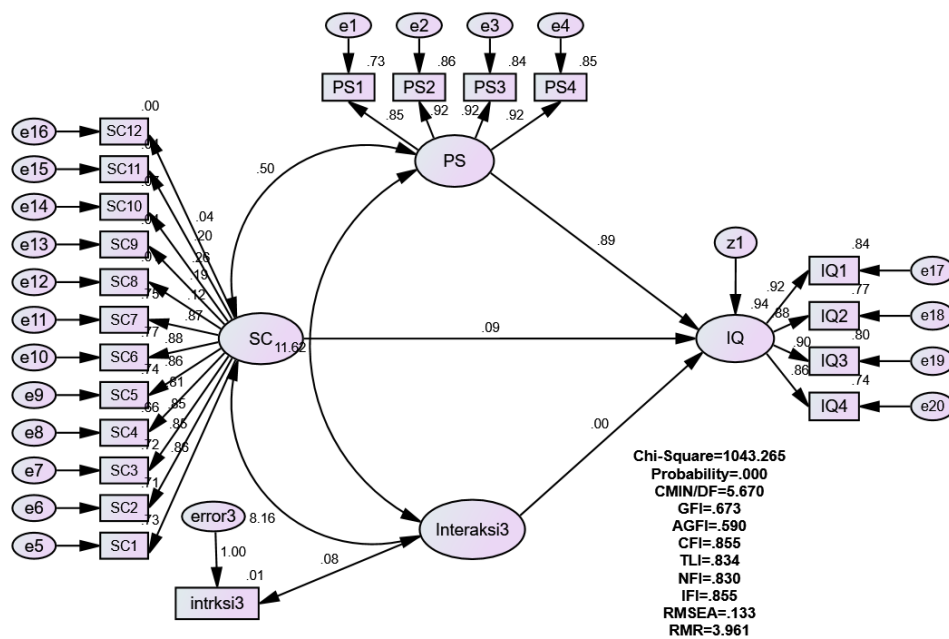 e1 e2 e3 e4
.73 .86 .84 .85
PS1 PS2 PS3 PS4
.85 .92 .92 .92
PS
.00
e16 SC12
e15 SC11
e14 SC10
e13 SC9
e12 SC8
.75
e11 SC7
.77
e10 SC6
.74
e9 SC5
e8 SC4
.66
e7 SC3
.72
e6 SC2
.71
e5 SC1
.73
.04
.20
.26
.19
.12
.87
.88
.86
.81
.85
.85
.86
SC
11.62
.50
.89
.09
.00
8.16
.08
z1
.94
IQ
.84
IQ1 e17
.92
.77
IQ2 e18
.88
.80
IQ3 e19
.90
.74
IQ4 e20
.86
error3
1.00
.01
intrksi3
Interaksi3
Chi-Square=1043.265
Probability=.000
CMIN/DF=5.670
GFI=.673
AGFI=.590
CFI=.855
TLI=.834
NFI=.830
IFI=.855
RMSEA=.133
RMR=3.961